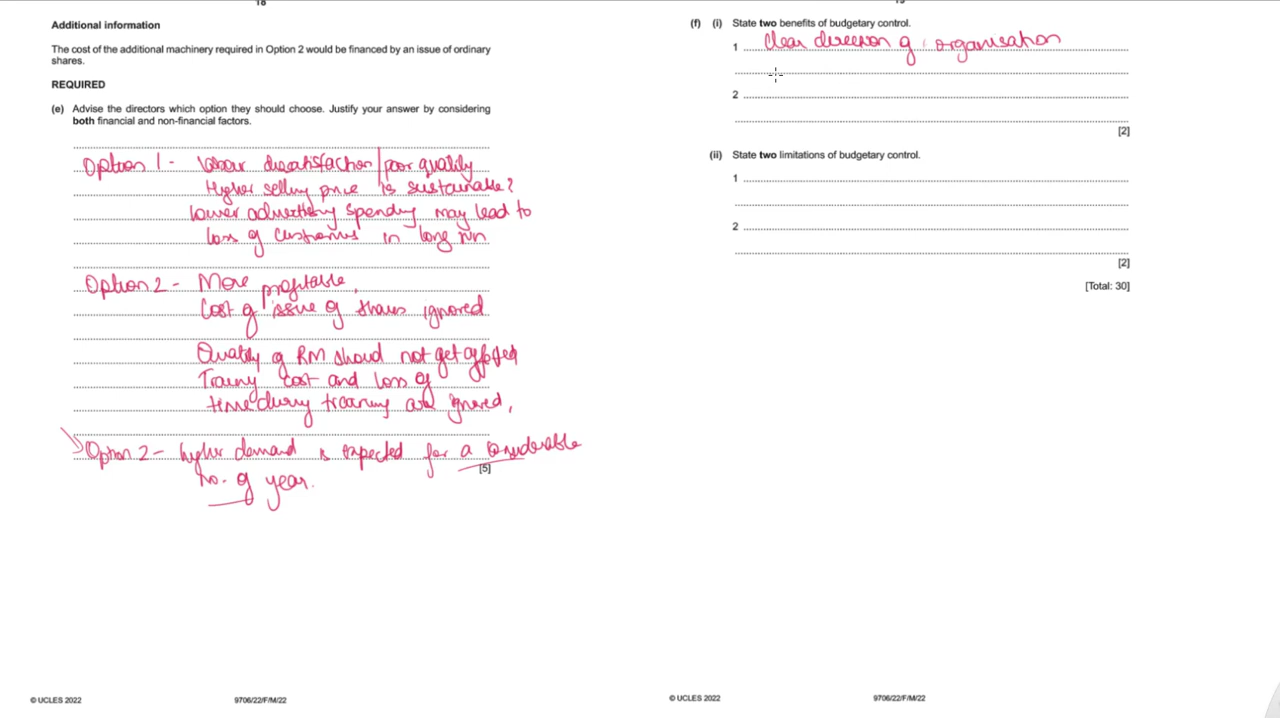 18
Additional information
The cost of the additional machinery required in Option 2 would be financed by an issue of ordinary
shares.
REQUIRED
(e) Advise the directors which option they should choose. Justify your answer by considering
both financial and non-financial factors.
Option 1 - labour dissatisfaction/poor quality
Higher selling price is sustainable?
lower advertising spending may lead to
loss of customers in long run
Option 2 - More profitable,
Cost of issue of shares ignored
Quality of RM should not get affected
Training cost and loss of
time during training are ignored,
Option 2 - higher demand is expected for a considerable
[5]
no. of year.
© UCLES 2022
9706/22/F/M/22
(f) (i) State two benefits of budgetary control.
1 Clear direction of organisation
2
[2]
(ii) State two limitations of budgetary control.
1
2
[2]
[Total: 30]
© UCLES 2022
9706/22/F/M/22